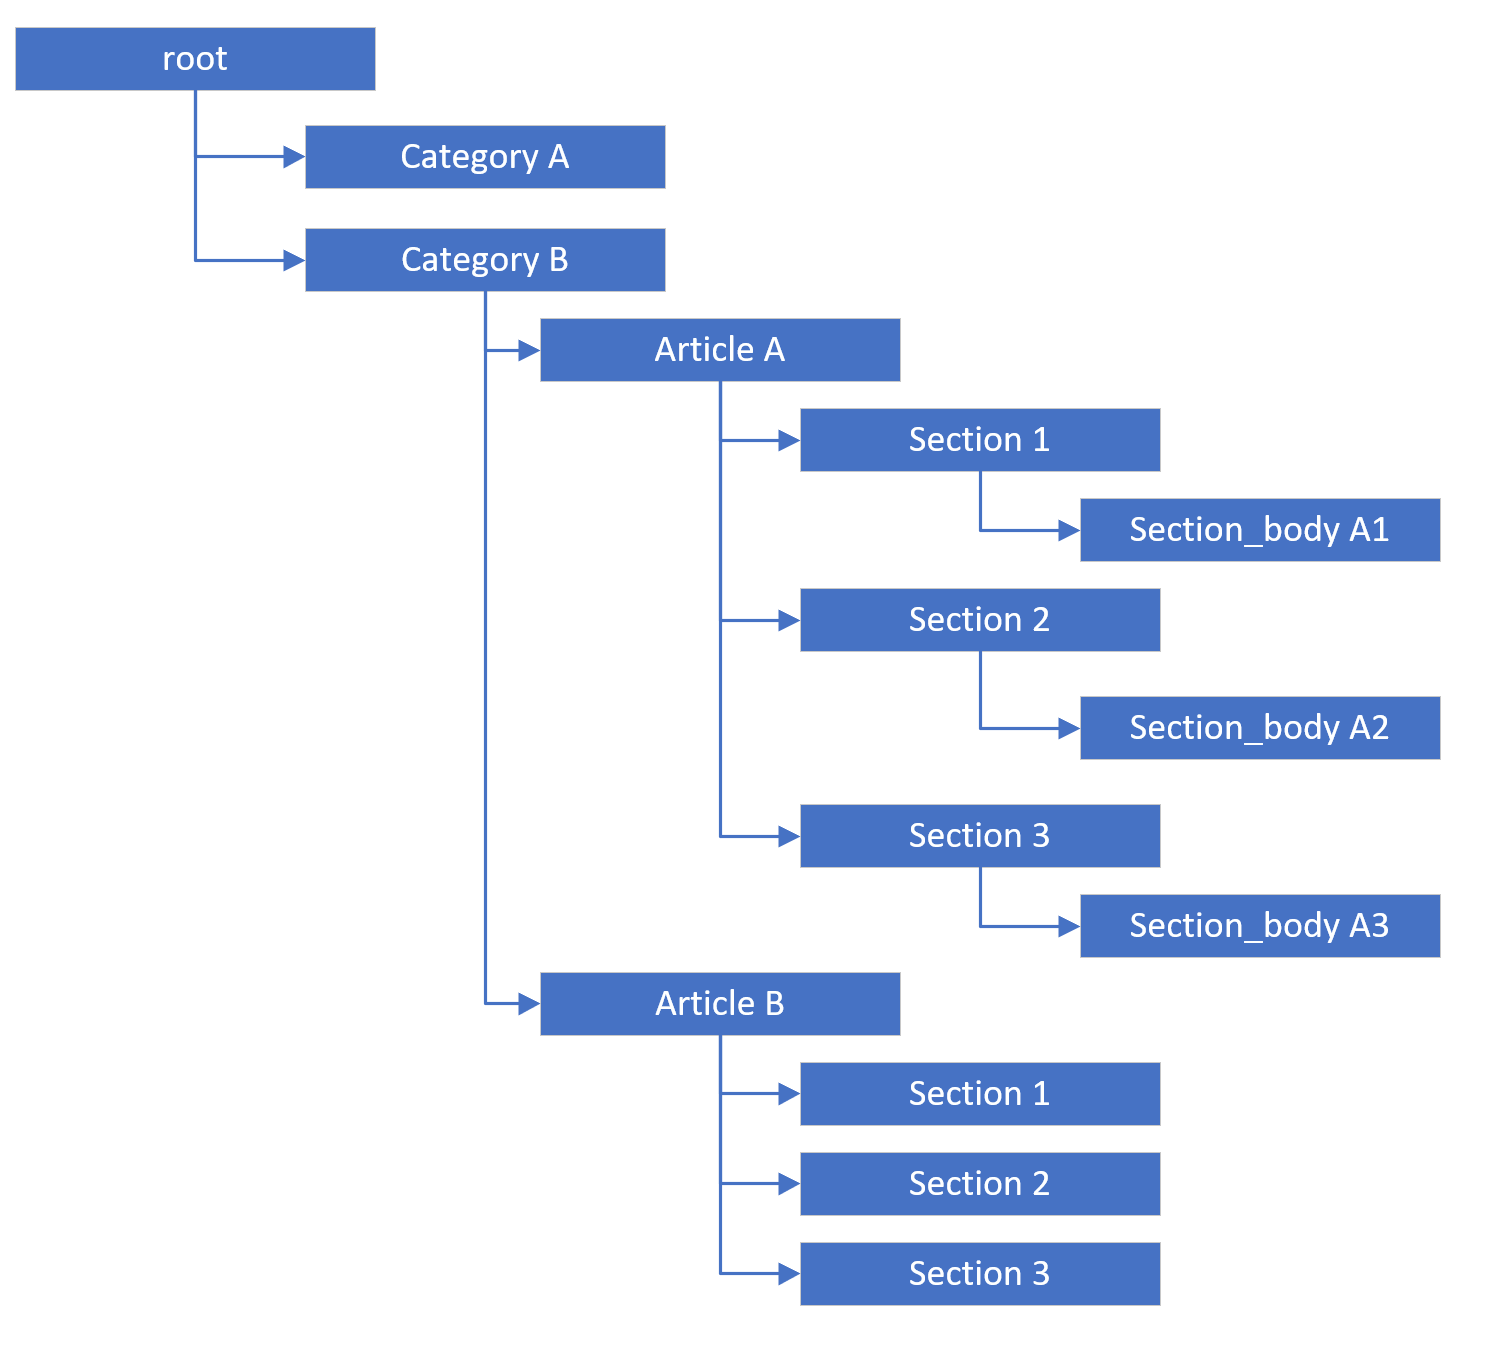 root
Category A
Category B
Article A
Section 1
Section_body A1
Section 2
Section_body A2
Section 3
Section_body A3
Article B
Section 1
Section 2
Section 3